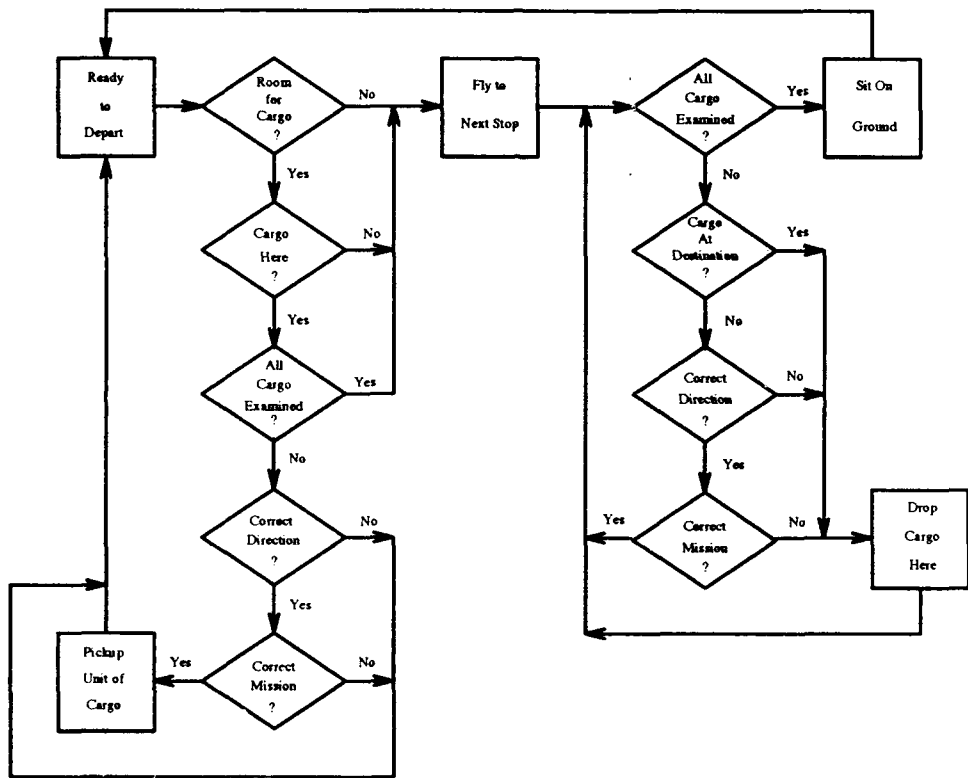 Ready
to
Depart
Room
for
Cargo
?
No
Yes
Cargo
Here
?
No
Yes
All
Cargo
Examined
?
Yes
No
Correct
Direction
?
No
Yes
Correct
Mission
?
Yes
No
Pickup
Unit of
Cargo
Fly to
Next Stop
All
Cargo
Examined
?
Yes
No
Sit On
Ground
Cargo
At
Destination
?
Yes
No
Correct
Direction
?
No
Yes
Correct
Mission
?
Yes
No
Drop
Cargo
Here